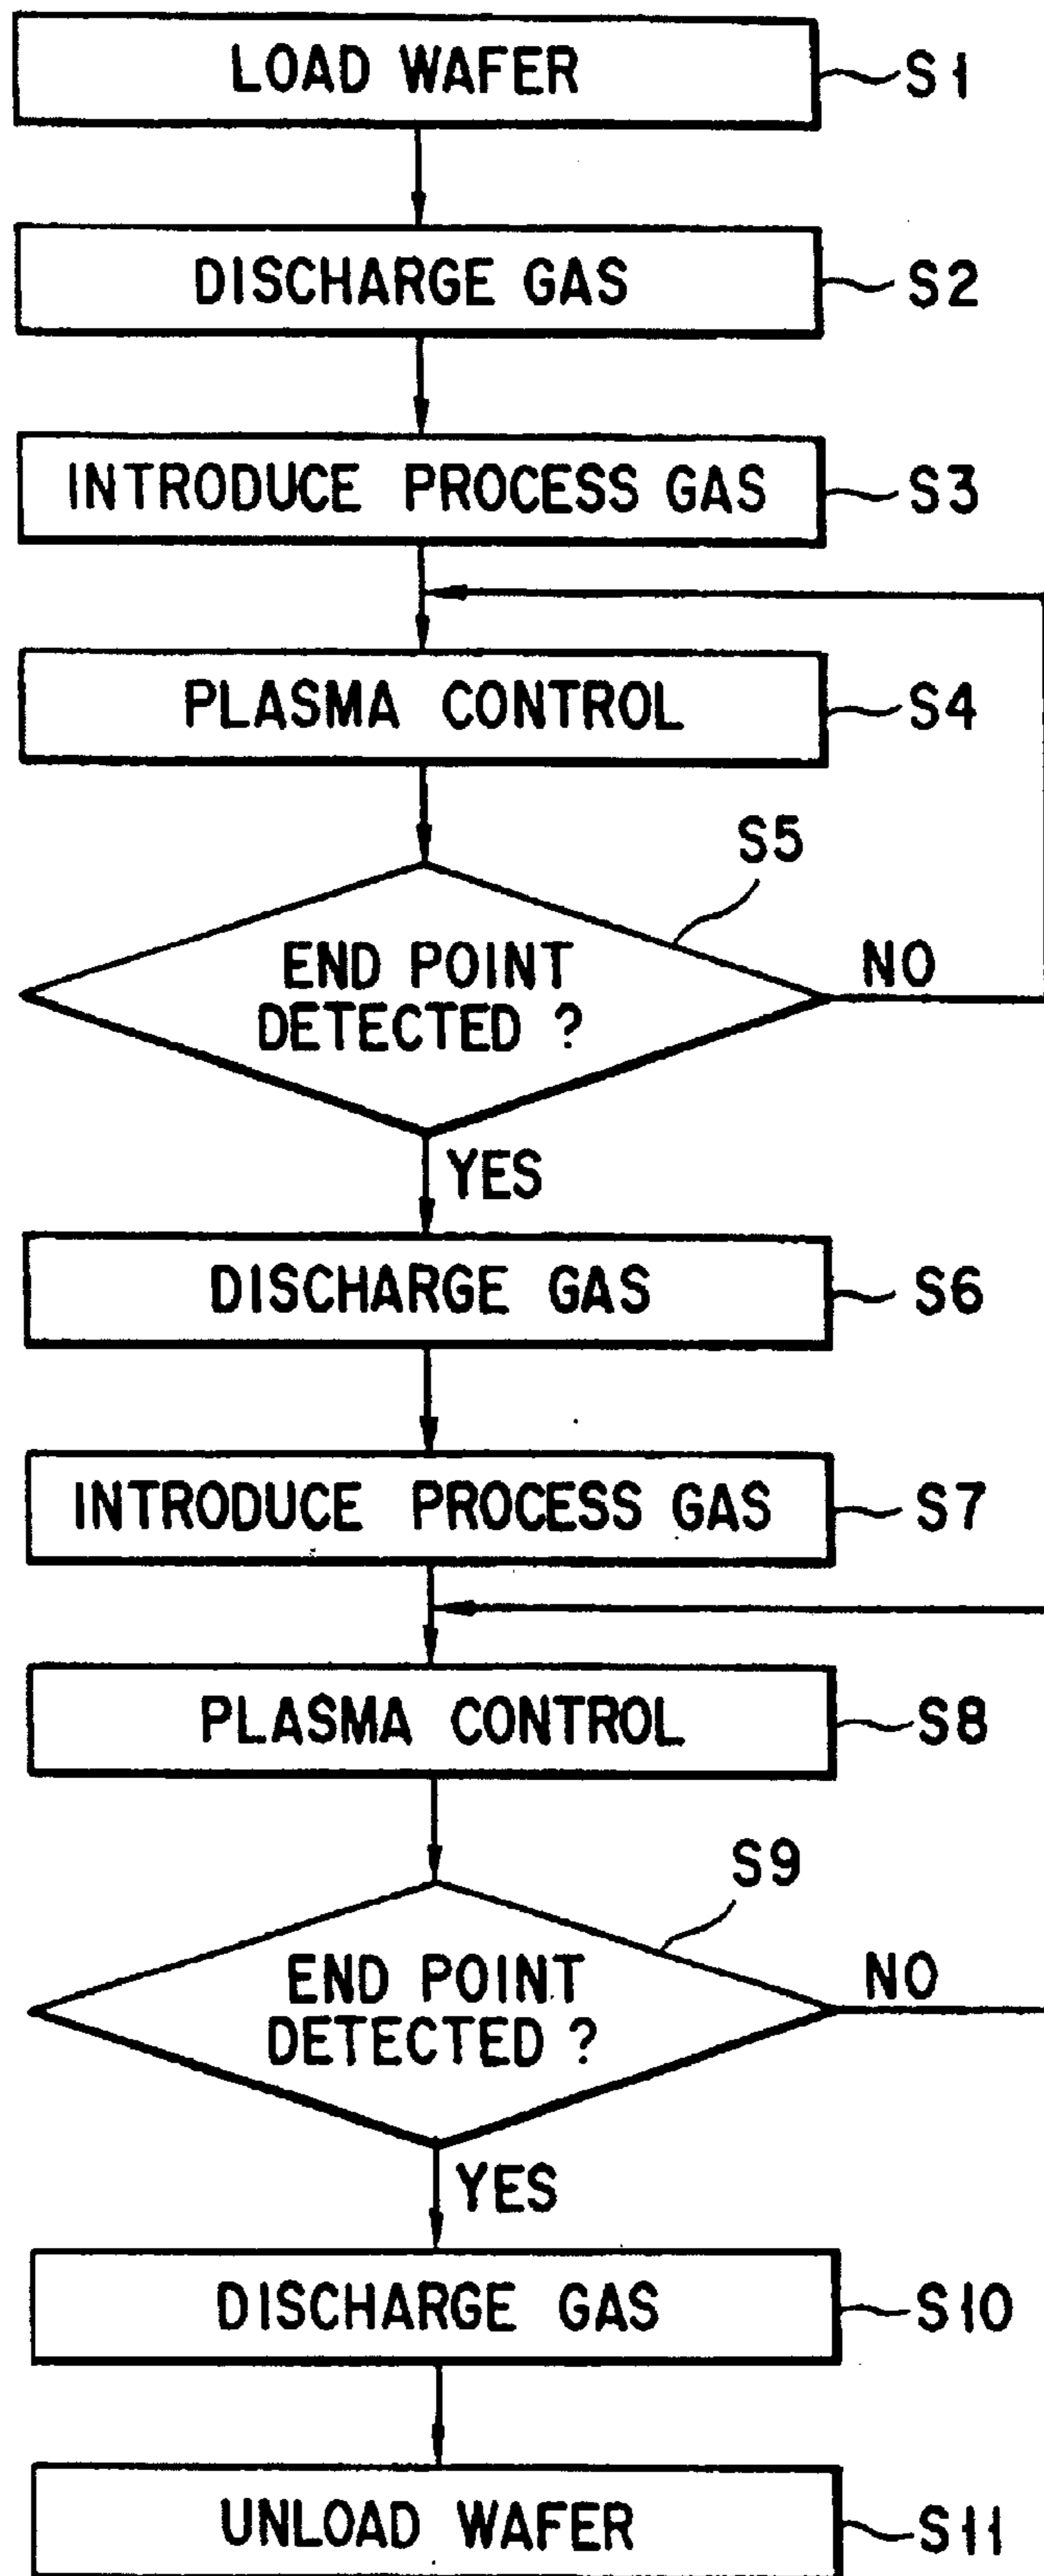 LOAD WAFER
S1
DISCHARGE GAS
S2
INTRODUCE PROCESS GAS
S3
PLASMA CONTROL
S4
S5
END POINT
DETECTED ?
NO
YES
DISCHARGE GAS
S6
INTRODUCE PROCESS GAS
S7
PLASMA CONTROL
S8
S9
END POINT
DETECTED ?
NO
YES
DISCHARGE GAS
S10
UNLOAD WAFER
S11